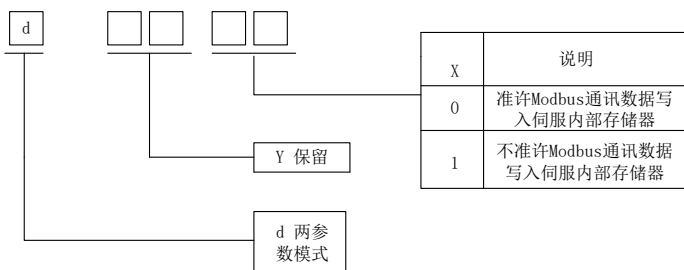 d
X
说明
0
准许Modbus通讯数据写
入伺服内部存储器
1
不准许Modbus通讯数据
写入伺服内部存储器
Y 保留
d 两参
数模式